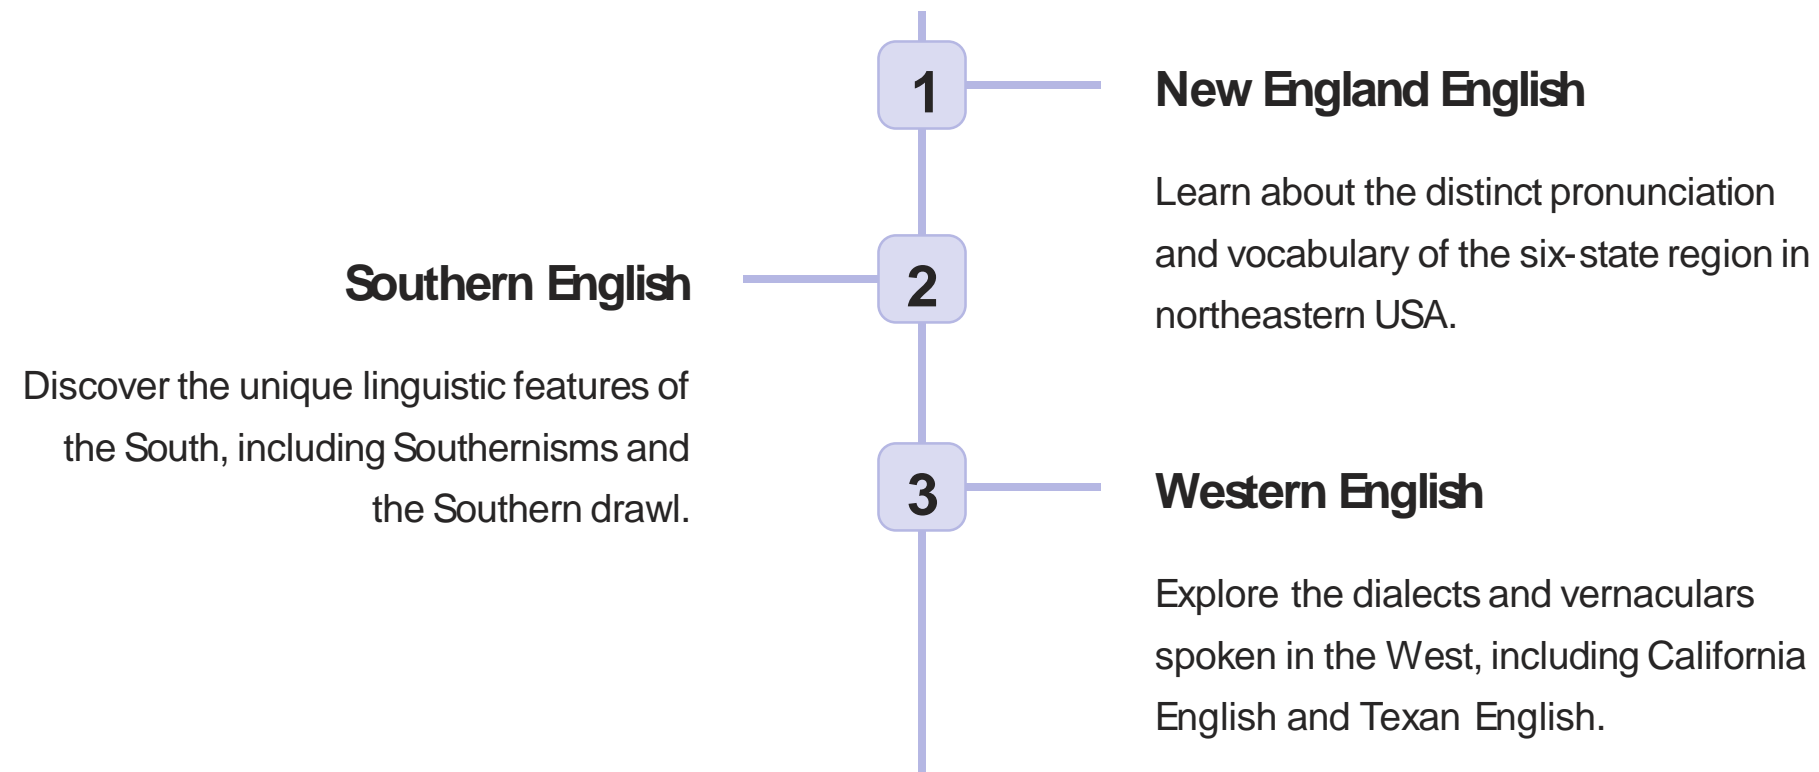 1
New England English
Learn about the distinct pronunciation
and vocabulary of the six-state region in
northeastern USA.
2
Southern English
Discover the unique linguistic features of
the South, including Southernisms and
the Southern drawl.
3
Western English
Explore the dialects and vernaculars
spoken in the West, including California
English and Texan English.